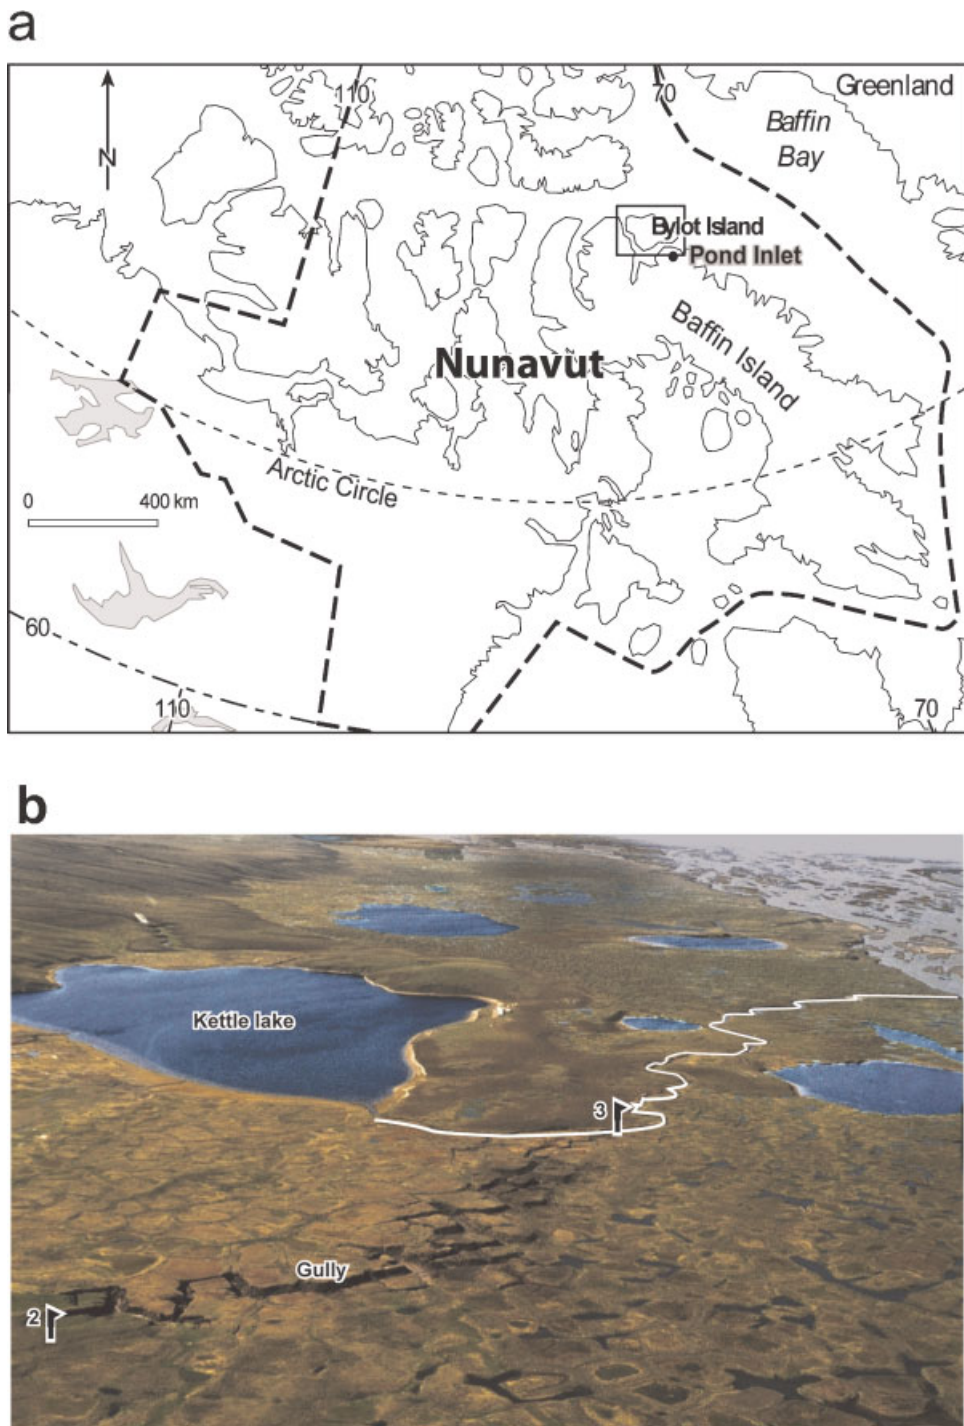 a
110
70
Greenland
Baffin
Bay
N
Bylot Island
Pond Inlet
Baffin Island
Nunavut
Arctic Circle
0 400 km
60
110
70
b
Kettle lake
3
Gully
2